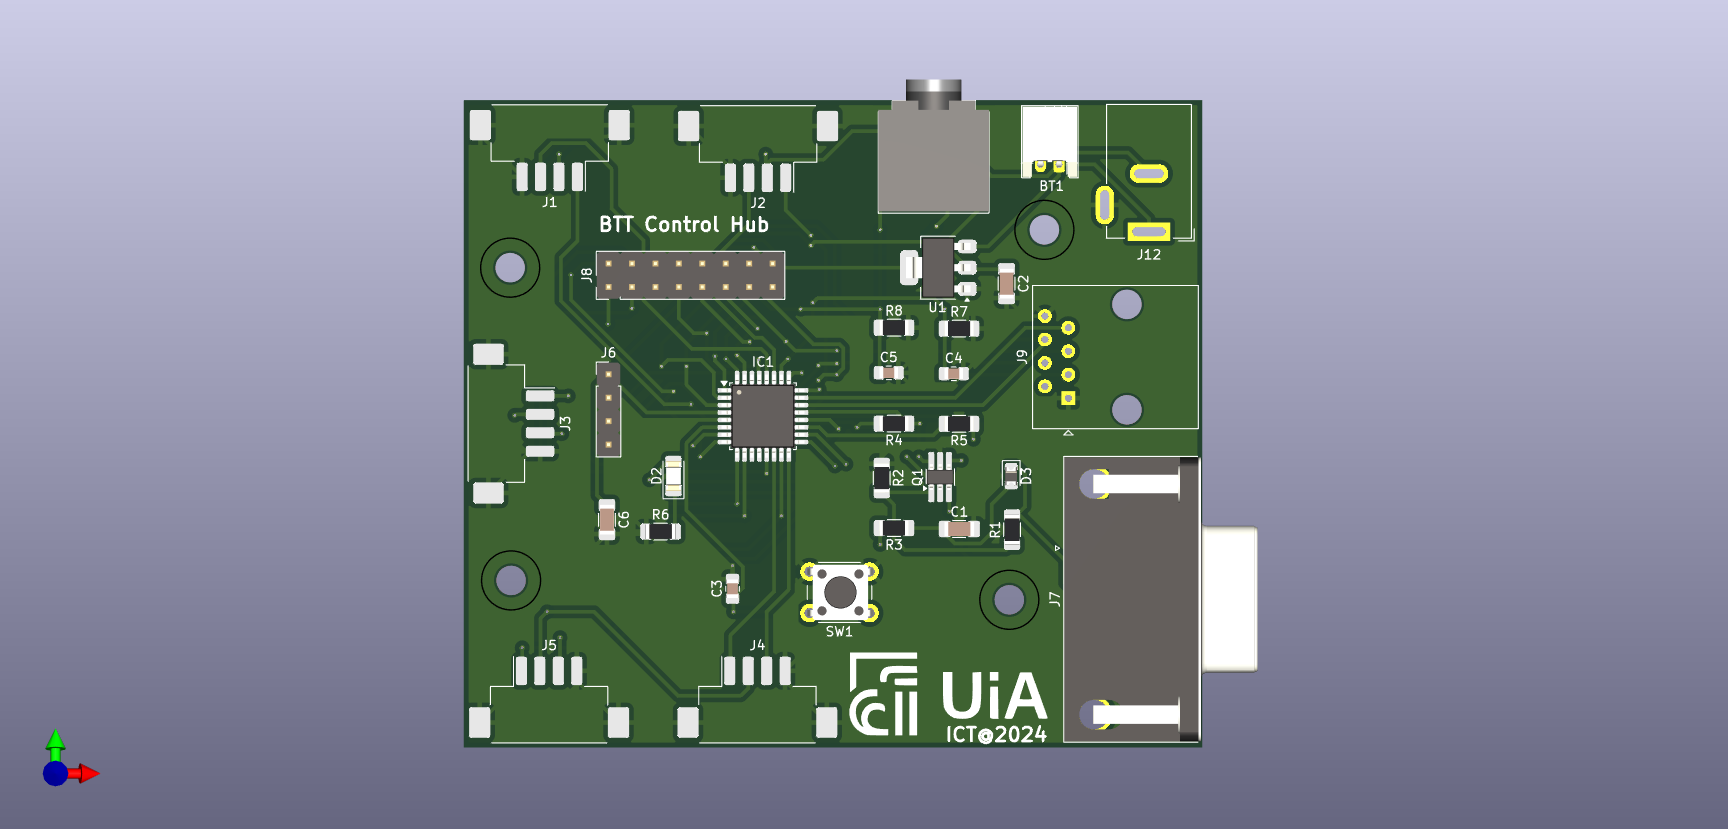 J1
J2
BT1
BTT Control Hub
J12
J8
C2
U1
R8
R7
J6
IC1
C5
C4
J9
J3
R4
R5
D2
R2
Q1
D3
C6
R6
R3
C1
R1
C3
SW1
J7
J5
J4
UiA
ICT@2024